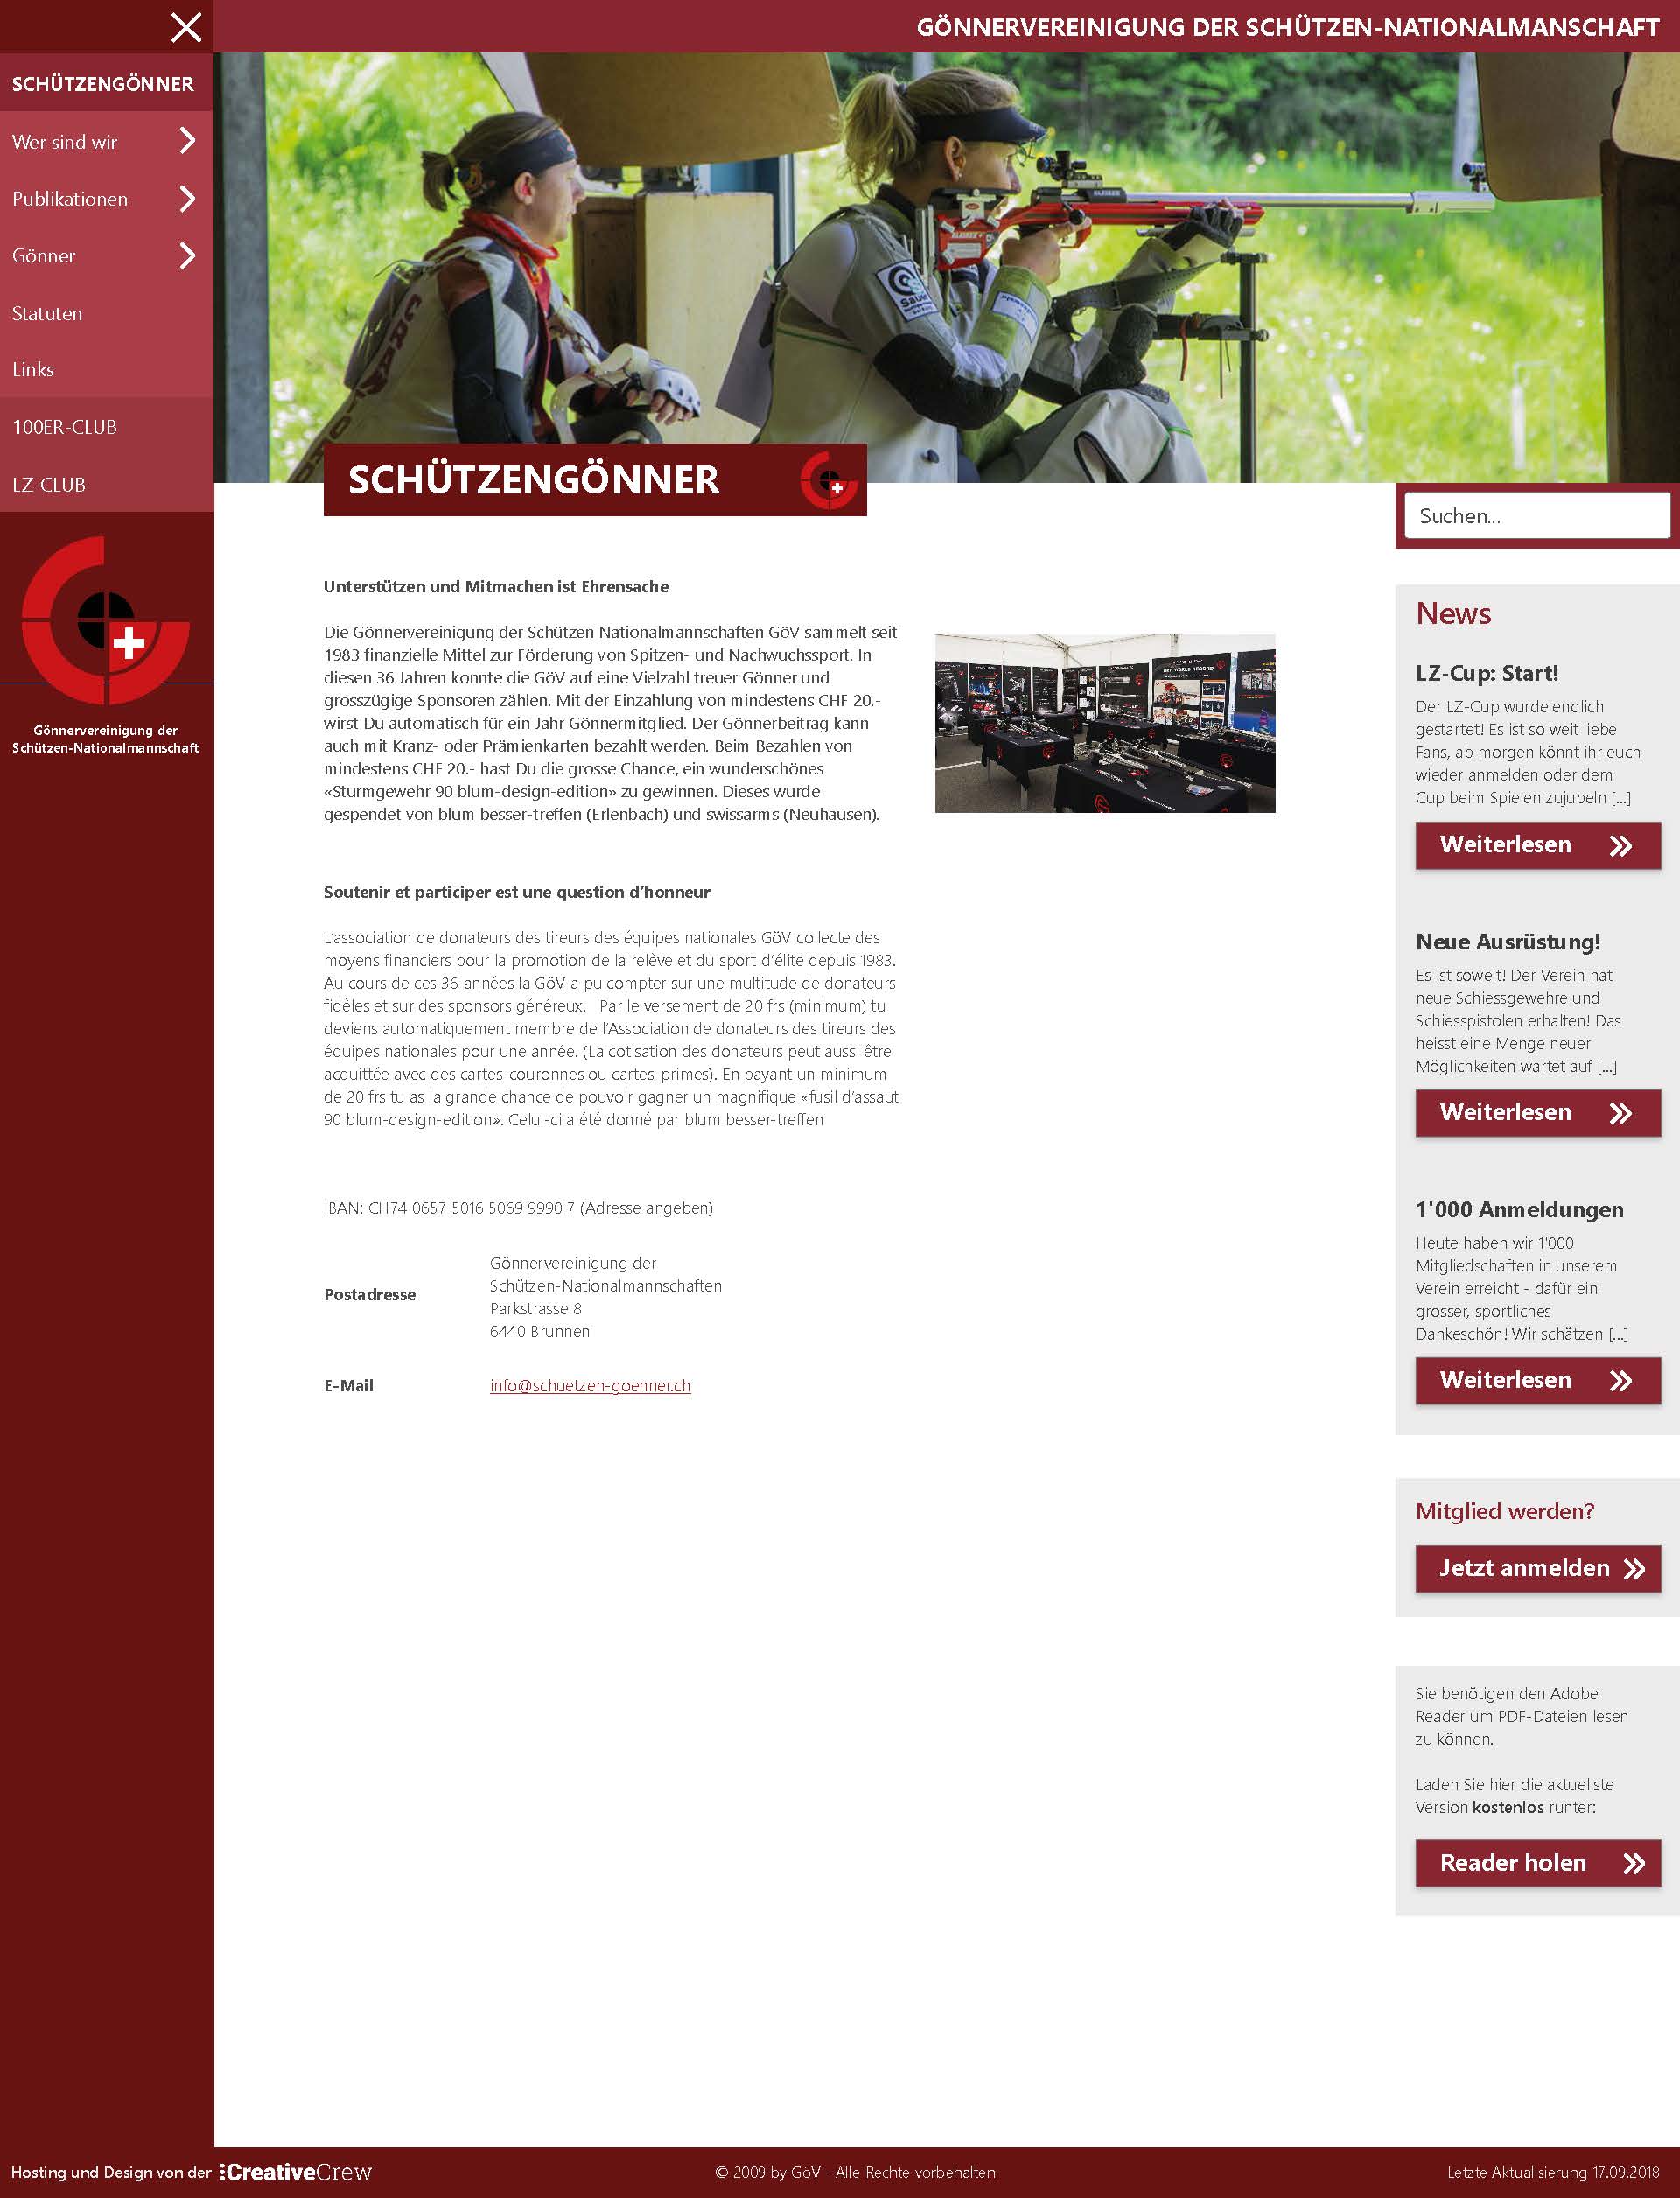 GÖNNERVEREINIGUNG DER SCHÜTZEN-NATIONALMANSCHAFT
SCHÜTZENGÖNNER
Wer sind wir
Publikationen
Gönner
Statuten
Links
100ER-CLUB
LZ-CLUB
Gönnervereinigung der
Schützen-Nationalmannschaft
Sauer
SCHÜTZENGÖNNER
Unterstützen und Mitmachen ist Ehrensache
Die Gönnervereinigung der Schützen Nationalmannschaften GöV sammelt seit
1983 finanzielle Mittel zur Förderung von Spitzen- und Nachwuchssport. In
diesen 36 Jahren konnte die GöV auf eine Vielzahl treuer Gönner und
grosszügige Sponsoren zählen. Mit der Einzahlung von mindestens CHF 20.-
wirst Du automatisch für ein Jahr Gönnermitglied. Der Gönnerbeitrag kann
auch mit Kranz- oder Prämienkarten bezahlt werden. Beim Bezahlen von
mindestens CHF 20.- hast Du die grosse Chance, ein wunderschönes
«Sturmgewehr 90 blum-design-edition» zu gewinnen. Dieses wurde
gespendet von blum besser-treffen (Erlenbach) und swissarms (Neuhausen).
Soutenir et participer est une question d’honneur
L’association de donateurs des tireurs des équipes nationales GöV collecte des
moyens financiers pour la promotion de la relève et du sport d’élite depuis 1983.
Au cours de ces 36 années la GöV a pu compter sur une multitude de donateurs
fidèles et sur des sponsors généreux.   Par le versement de 20 frs (minimum) tu
deviens automatiquement membre de l’Association de donateurs des tireurs des
équipes nationales pour une année. (La cotisation des donateurs peut aussi être
acquittée avec des cartes-couronnes ou cartes-primes). En payant un minimum
de 20 frs tu as la grande chance de pouvoir gagner un magnifique «fusil d’assaut
90 blum-design-edition». Celui-ci a été donné par blum besser-treffen
IBAN: CH74 0657 5016 5069 9990 7 (Adresse angeben)
Postadresse
Gönnervereinigung der
Schützen-Nationalmannschaften
Parkstrasse 8
6440 Brunnen
E-Mail
info@schuetzen-goenner.ch
Suchen...
News
LZ-Cup: Start!
Der LZ-Cup wurde endlich
gestartet! Es ist so weit liebe
Fans, ab morgen könnt ihr euch
wieder anmelden oder dem
Cup beim Spielen zujubeln [...]
Weiterlesen
Neue Ausrüstung!
Es ist soweit! Der Verein hat
neue Schiessgewehre und
Schiesspistolen erhalten! Das
heisst eine Menge neuer
Möglichkeiten wartet auf [...]
Weiterlesen
1'000 Anmeldungen
Heute haben wir 1'000
Mitgliedschaften in unserem
Verein erreicht - dafür ein
grosser, sportliches
Dankeschön! Wir schätzen [...]
Weiterlesen
Mitglied werden?
Jetzt anmelden
Sie benötigen den Adobe
Reader um PDF-Dateien lesen
zu können.
Laden Sie hier die aktuellste
Version kostenlos runter:
Reader holen
Hosting und Design von der CreativeCrew
© 2009 by GöV - Alle Rechte vorbehalten
Letzte Aktualisierung 17.09.2018